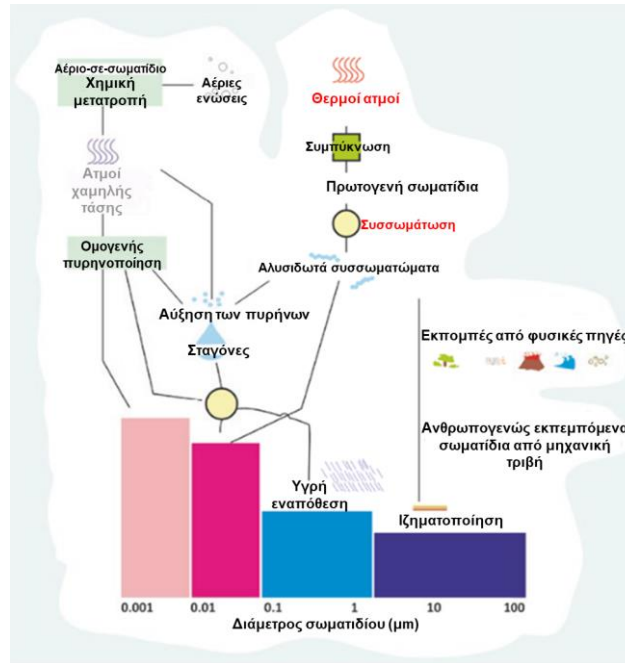 Αέριο-σε-σωματίδιο
Χημική
μετατροπή
Αέριες
ενώσεις
Θερμοί ατμοί
Συμπύκνωση
Ατμοί
χαμηλής
τάσης
Πρωτογενή σωματίδια
Συσσωμάτωση
Ομογενής
πυρηνοποίηση
Αλυσιδωτά συσσωματώματα
Αύξηση των πυρήνων
Σταγόνες
Εκπομπές από φυσικές πηγές
Ανθρωπογενώς εκπεμπόμενα
σωματίδια από μηχανική
τριβή
Υγρή
εναπόθεση
Ιζηματοποίηση
0.001 0.01 0.1 1 10 100
Διάμετρος σωματιδίου (μm)